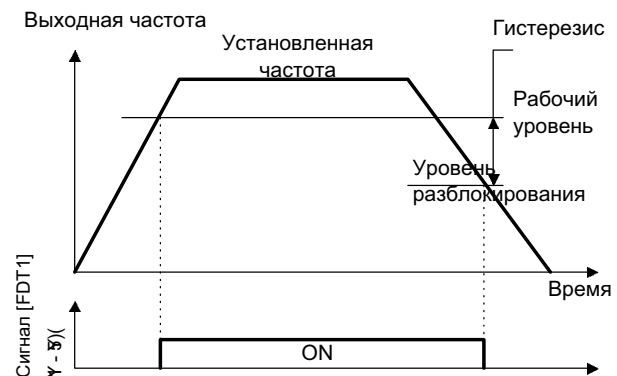 Выходная частота
Гистерезис
Установленная
частота
Рабочий
уровень
Уровень
разблокирования
Время
Сигнал [FDT1]
ON